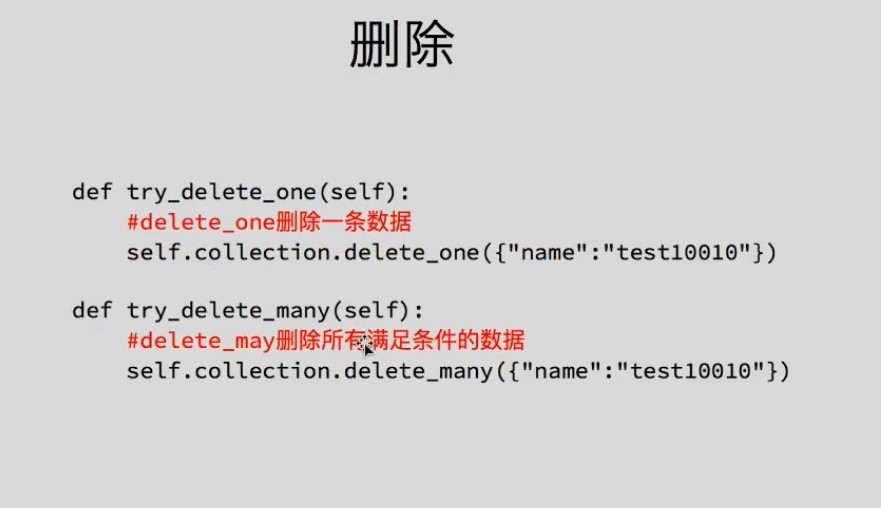 删除
def try_delete_one(self):
#delete_one删除一条数据
self.collection.delete_one({"name":"test10010"})
def try_delete_many(self):
#delete_may删除所有满足条件的数据
self.collection.delete_many({"name":"test10010"})